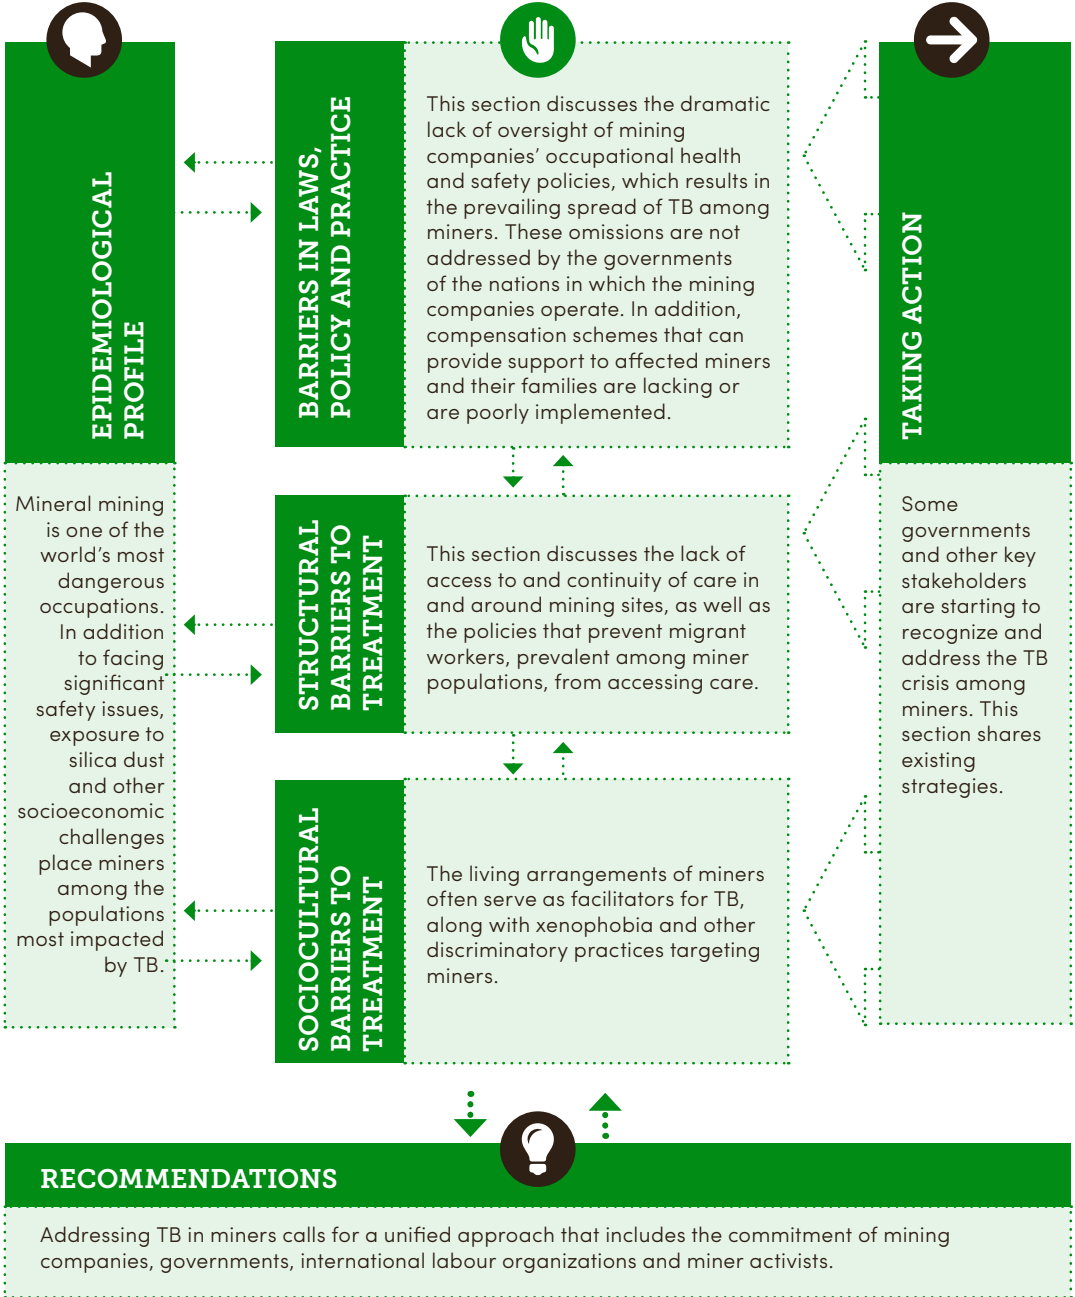 EPIDEMIOLOGICAL
PROFILE
Mineral mining
is one of the
world’s most
dangerous
occupations.
In addition
to facing
significant
safety issues,
exposure to
silica dust
and other
socioeconomic
challenges
place miners
among the
populations
most impacted
by TB.
BARRIERS IN LAWS,
POLICY AND PRACTICE
This section discusses the dramatic
lack of oversight of mining
companies’ occupational health
and safety policies, which results in
the prevailing spread of TB among
miners. These omissions are not
addressed by the governments
of the nations in which the mining
companies operate. In addition,
compensation schemes that can
provide support to affected miners
and their families are lacking or
are poorly implemented.
STRUCTURAL
BARRIERS TO
TREATMENT
This section discusses the lack of
access to and continuity of care in
and around mining sites, as well as
the policies that prevent migrant
workers, prevalent among miner
populations, from accessing care.
SOCIOCULTURAL
BARRIERS TO
TREATMENT
The living arrangements of miners
often serve as facilitators for TB,
along with xenophobia and other
discriminatory practices targeting
miners.
TAKING ACTION
Some
governments
and other key
stakeholders
are starting to
recognize and
address the TB
crisis among
miners. This
section shares
existing
strategies.
RECOMMENDATIONS
Addressing TB in miners calls for a unified approach that includes the commitment of mining
companies, governments, international labour organizations and miner activists.